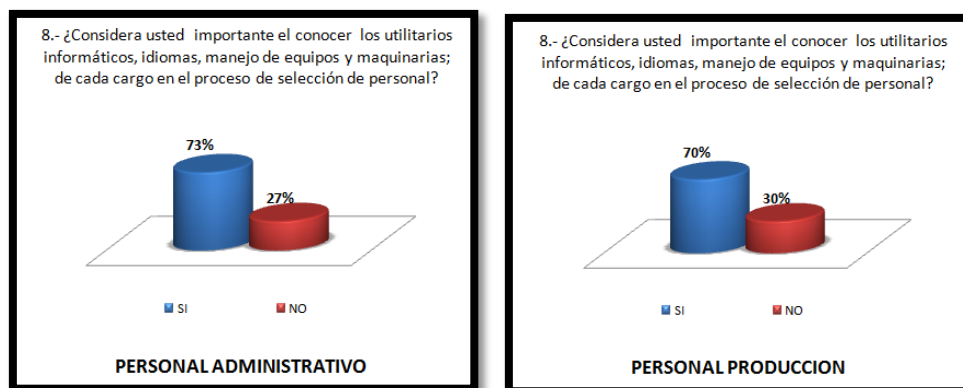 8.- ¿Considera usted importante el conocer los utilitarios
informáticos, idiomas, manejo de equipos y maquinarias;
de cada cargo en el proceso de selección de personal?
73%
27%
SI
NO
PERSONAL ADMINISTRATIVO
8.- ¿Considera usted importante el conocer los utilitarios
informáticos, idiomas, manejo de equipos y maquinarias;
de cada cargo en el proceso de selección de personal?
70%
30%
SI
NO
PERSONAL PRODUCCION